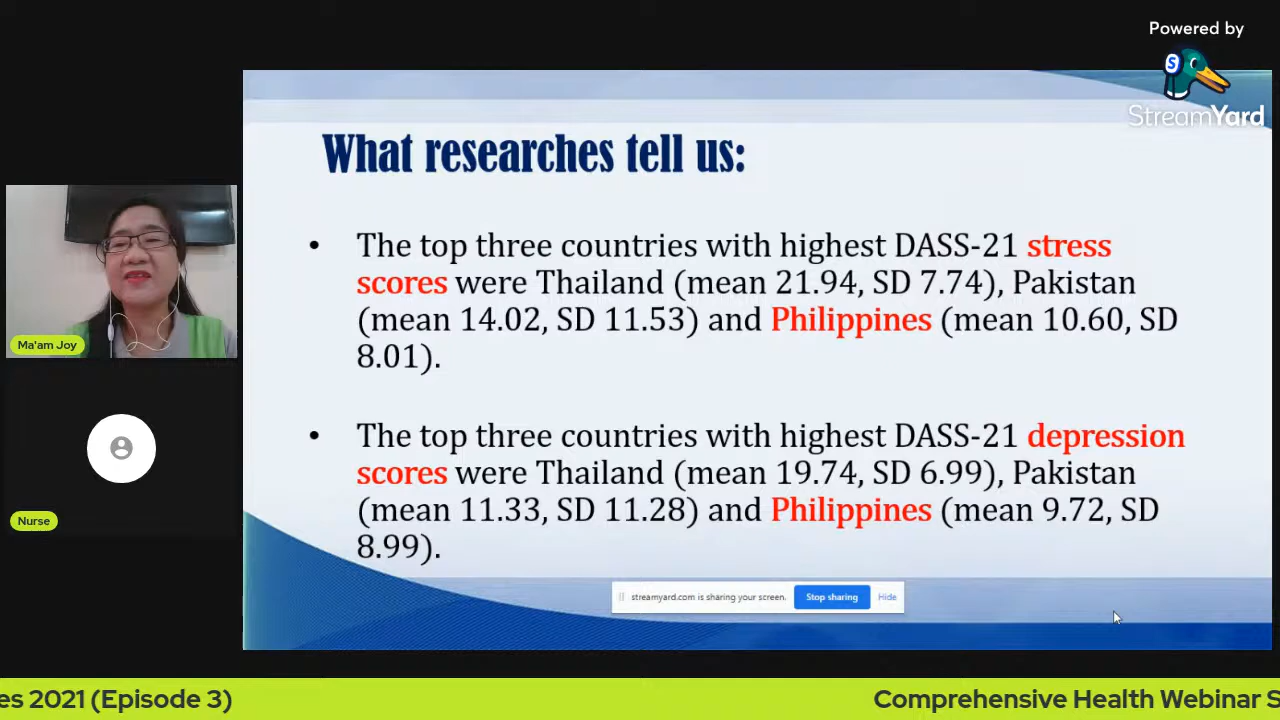 Powered by
S
StreamYard
What researches tell us:
• The top three countries with highest DASS-21 stress
scores were Thailand (mean 21.94, SD 7.74), Pakistan
(mean 14.02, SD 11.53) and Philippines (mean 10.60, SD
8.01).
• The top three countries with highest DASS-21 depression
scores were Thailand (mean 19.74, SD 6.99), Pakistan
(mean 11.33, SD 11.28) and Philippines (mean 9.72, SD
8.99).
Ma'am Joy
Nurse
streamyard.com is sharing your screen. Stop sharing Hide
es 2021 (Episode 3) Comprehensive Health Webinar S